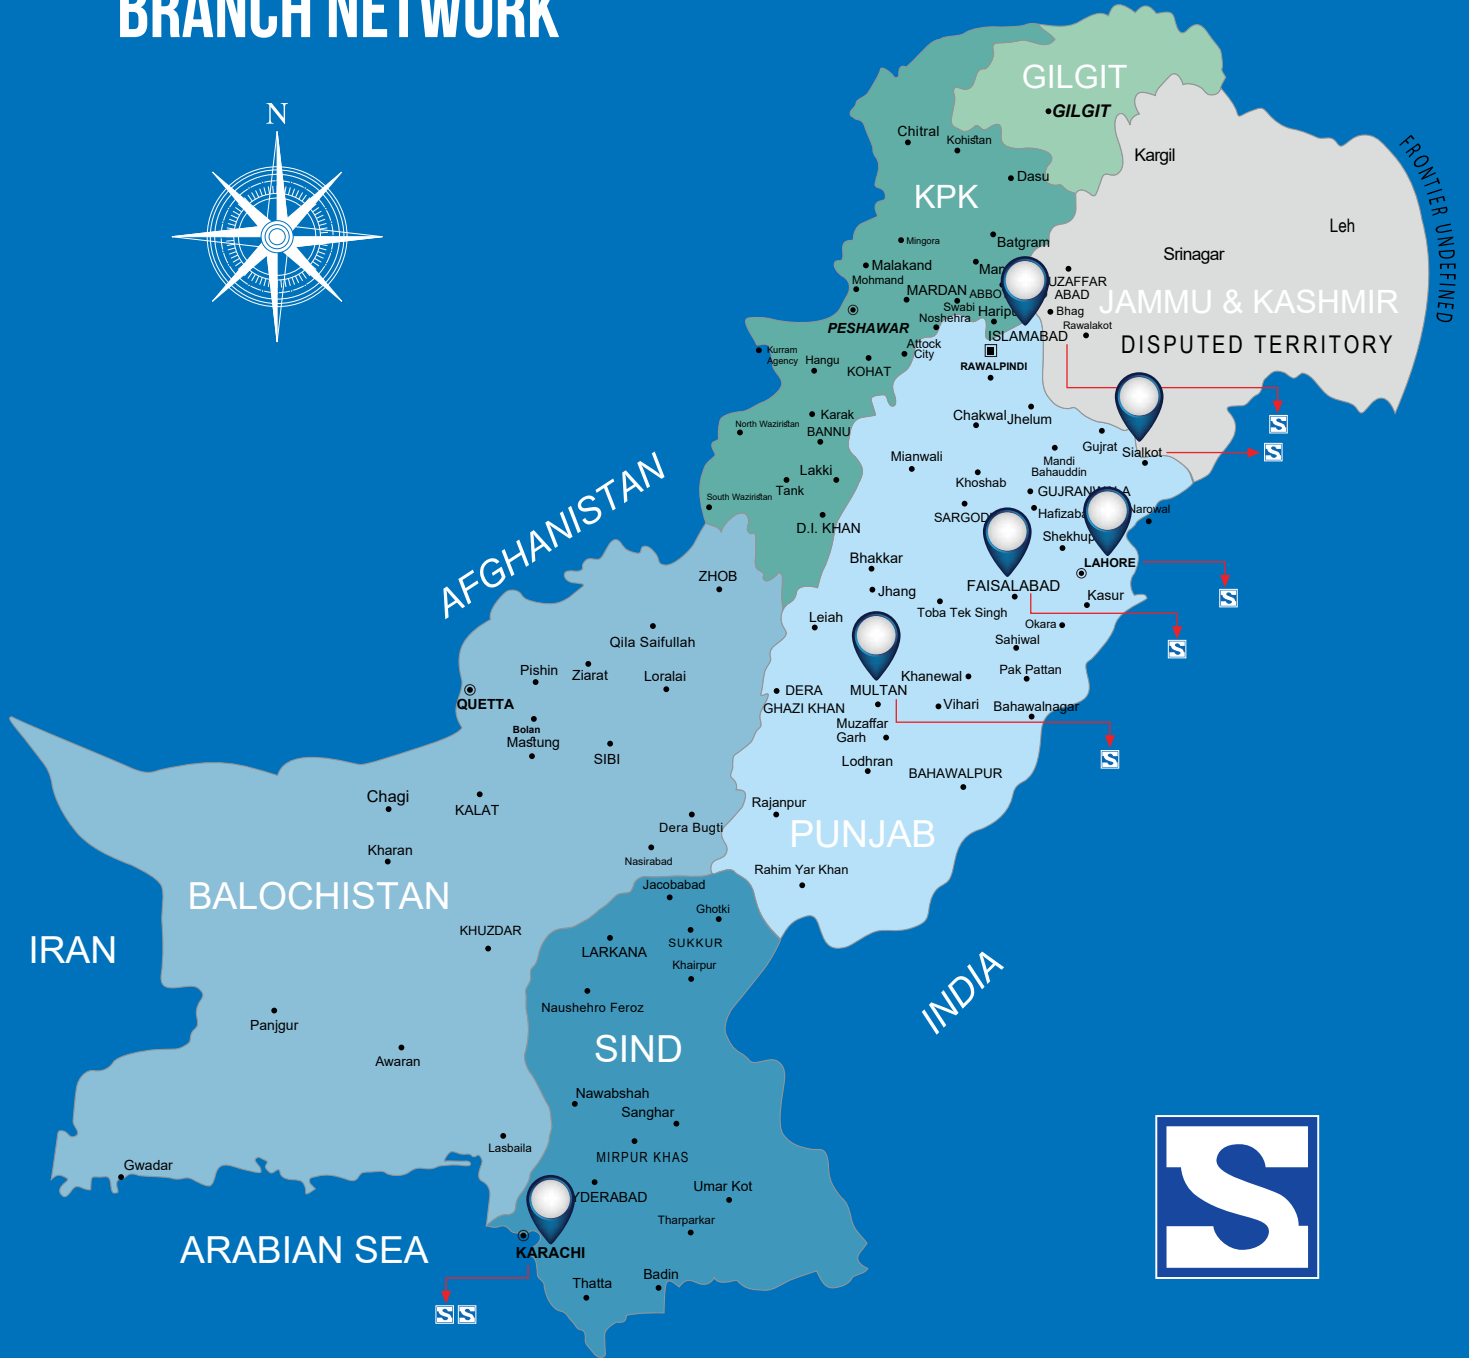 BRANCH NETWORK
N
GILGIT
GILGIT
Chitral
Kohistan
Dasu
KPK
Kargil
Leh
Srinagar
FRONTIER UNDEFINED
Mingora
Batgram
Malakand
Mohmand
MARDAN
Swabi
UZAFFAR
ABAD
JAMMU & KASHMIR
Bhag
Rawalakot
DISPUTED TERRITORY
PESHAWAR
Noshehra
ISLAMABAD
Attock
City
RAWALPINDI
Kurram
Agency
Hangu
KOHAT
Karak
North Waziristan
BANNU
Chakwal
Jhelum
Gujrat
Sialkot
S
S
Mianwali
Mandi
Bahauddin
Khoshab
Lakki
Tank
South Waziristan
D.I. KHAN
Narowal
LAHORE
S
AFGHANISTAN
ZHOB
Bhakkar
Jhang
FAISALABAD
Kasur
Toba Tek Singh
Leiah
Okara
Sahiwal
S
Qila Saifullah
Pishin
Ziarat
Loralai
QUETTA
Khanewal
Pak Pattan
DERA
GHAZI KHAN
MULTAN
Vihari
Bahawalnagar
Muzaffar
Garh
S
Bolan
Mastung
SIBI
Lodhran
BAHAWALPUR
Chagi
KALAT
Rajanpur
Dera Bugti
PUNJAB
Kharan
Nasirabad
Rahim Yar Khan
BALOCHISTAN
Jacobabad
Ghotki
KHUZDAR
SUKKUR
LARKANA
Khairpur
IRAN
INDIA
Naushehro Feroz
Panjgur
SIND
Awaran
Nawabshah
Sanghar
Lasbaila
MIRPUR KHAS
Gwadar
YDERABAD
Umar Kot
Tharparkar
ARABIAN SEA
KARACHI
Thatta
Badin
S S
S